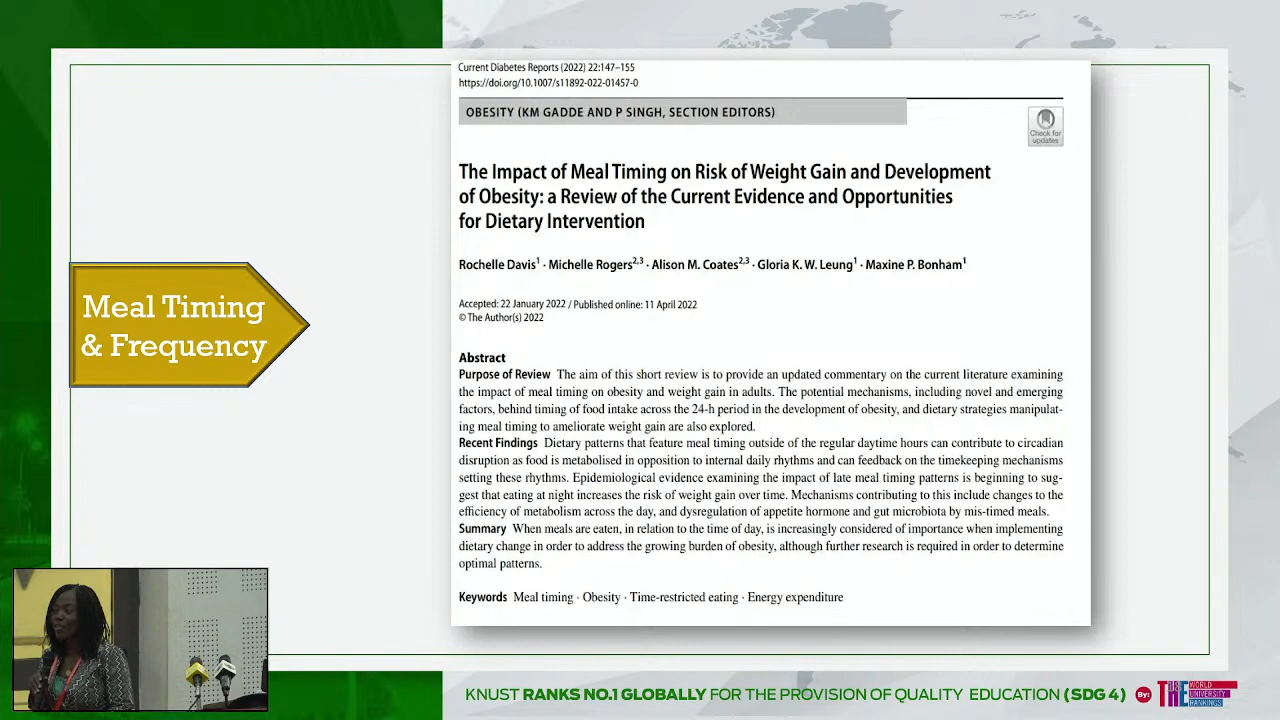 Current Diabetes Reports (2022) 22:147–155
https://doi.org/10.1007/s11892-022-01457-0
OBESITY (KM GADDE AND P SINGH, SECTION EDITORS)
Check for
updates
The Impact of Meal Timing on Risk of Weight Gain and Development
of Obesity: a Review of the Current Evidence and Opportunities
for Dietary Intervention
Rochelle Davis1 · Michelle Rogers2,3 · Alison M. Coates2,3 · Gloria K. W. Leung1 · Maxine P. Bonham1
Accepted: 22 January 2022 / Published online: 11 April 2022
© The Author(s) 2022
Meal Timing
& Frequency
Abstract
Purpose of Review The aim of this short review is to provide an updated commentary on the current literature examining
the impact of meal timing on obesity and weight gain in adults. The potential mechanisms, including novel and emerging
factors, behind timing of food intake across the 24-h period in the development of obesity, and dietary strategies manipulat-
ing meal timing to ameliorate weight gain are also explored.
Recent Findings Dietary patterns that feature meal timing outside of the regular daytime hours can contribute to circadian
disruption as food is metabolised in opposition to internal daily rhythms and can feedback on the timekeeping mechanisms
setting these rhythms. Epidemiological evidence examining the impact of late meal timing patterns is beginning to sug-
gest that eating at night increases the risk of weight gain over time. Mechanisms contributing to this include changes to the
efficiency of metabolism across the day, and dysregulation of appetite hormone and gut microbiota by mis-timed meals.
Summary When meals are eaten, in relation to the time of day, is increasingly considered of importance when implementing
dietary change in order to address the growing burden of obesity, although further research is required in order to determine
optimal patterns.
Keywords Meal timing · Obesity · Time-restricted eating · Energy expenditure
KNUST RANKS NO.1 GLOBALLY FOR THE PROVISION OF QUALITY EDUCATION (SDG 4) By: THE WORLD
UNIVERSITY
RANKINGS